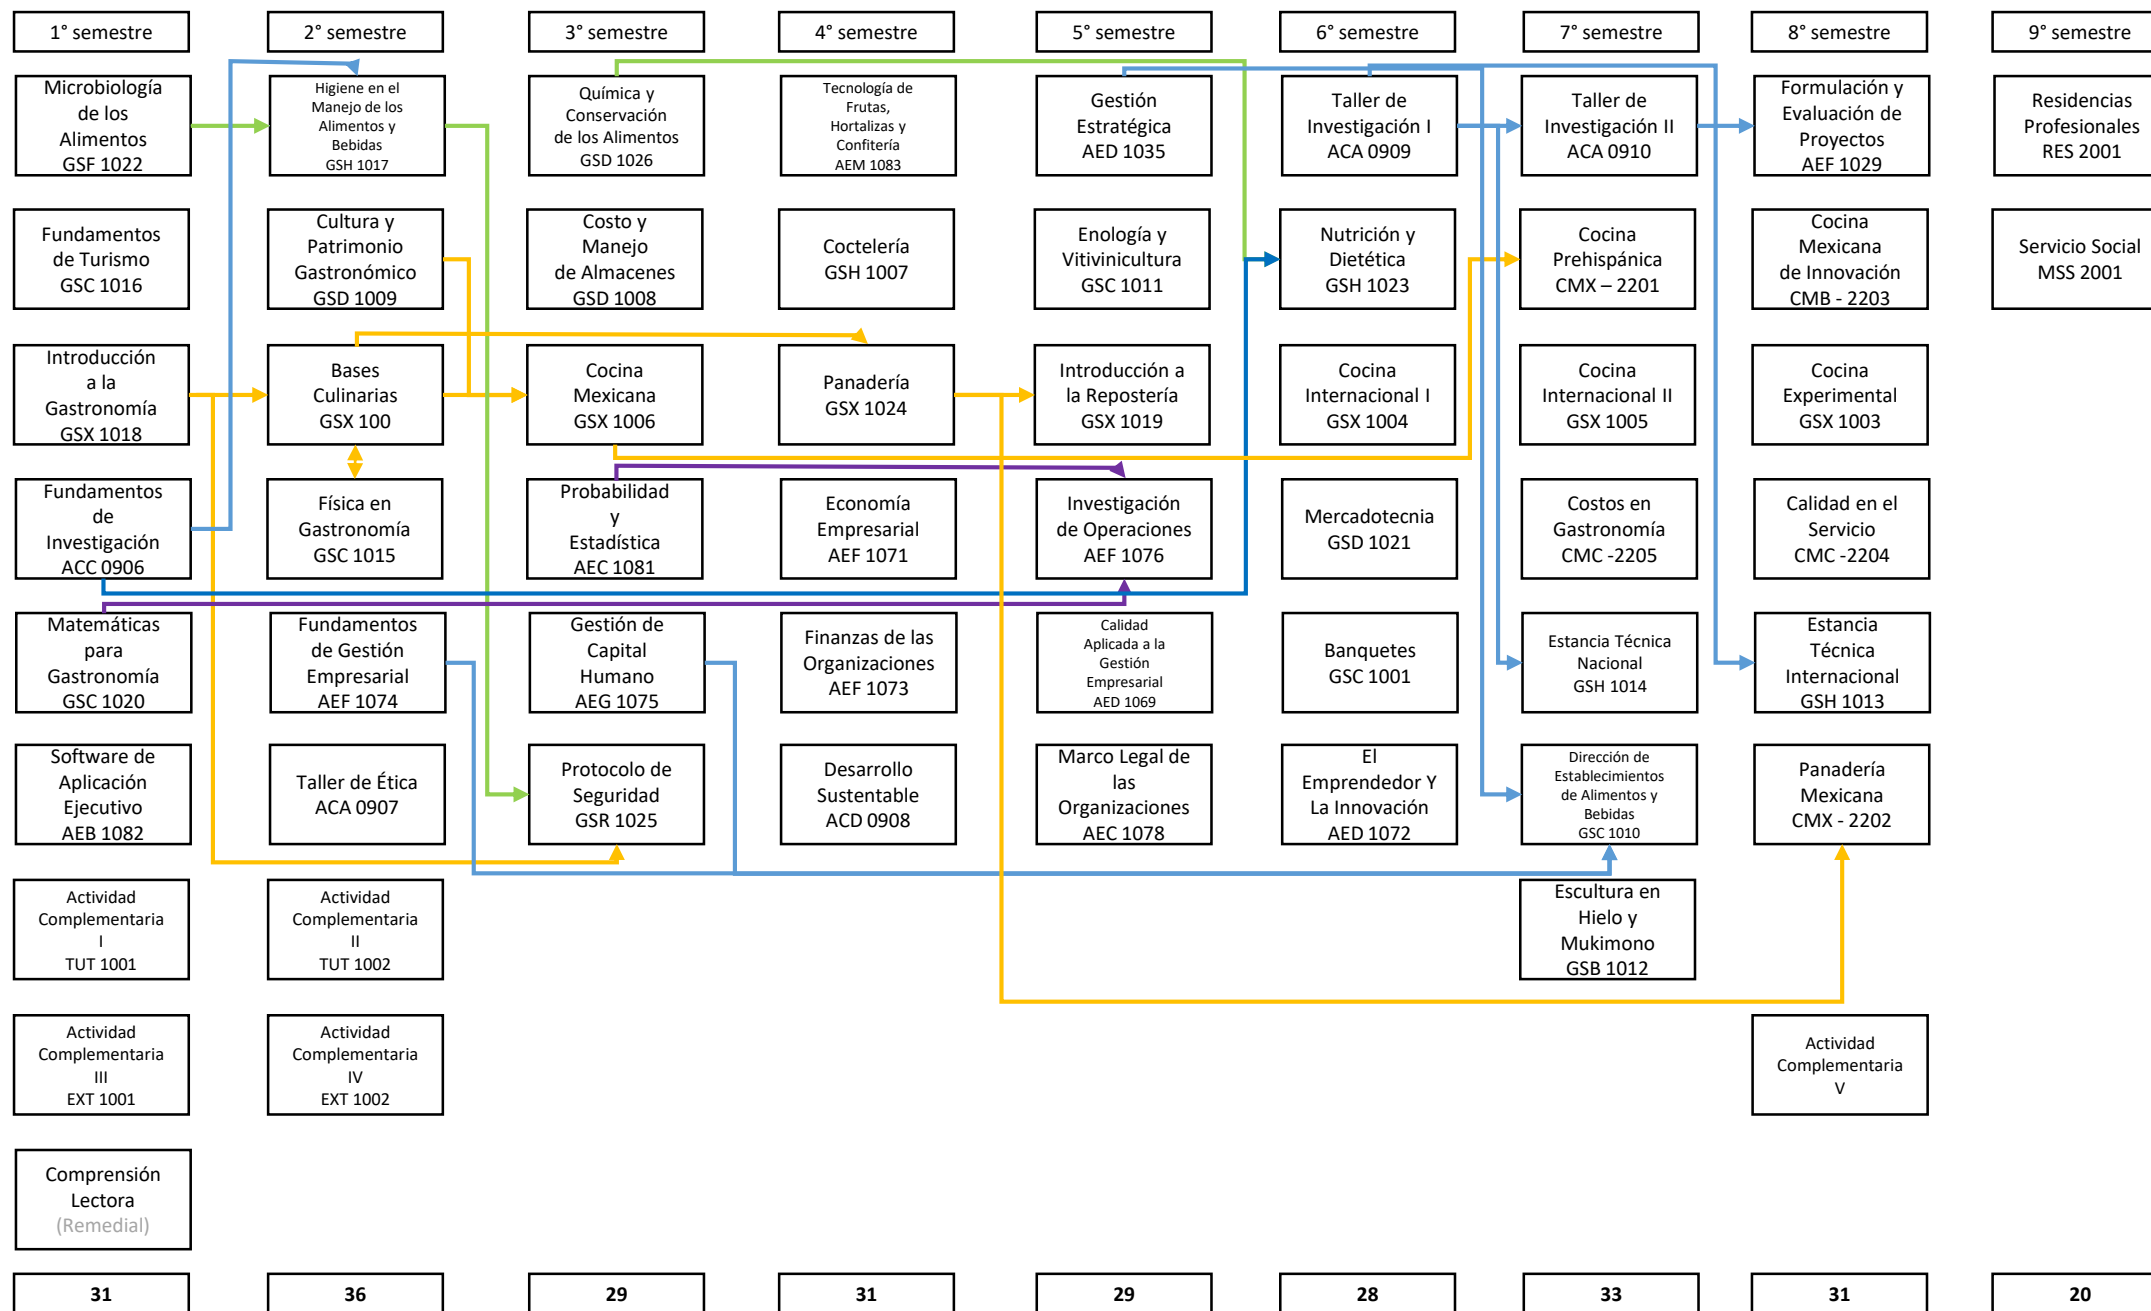 1° semestre
2° semestre
3° semestre
4° semestre
5° semestre
6° semestre
7° semestre
8° semestre
9° semestre
Microbiología
de los
Alimentos
GSF 1022
Higiene en el
Manejo de los
Alimentos y
Bebidas
GSH 1017
Química y
Conservación
de los Alimentos
GSD 1026
Tecnología de
Frutas,
Hortalizas y
Confitería
AEM 1083
Gestión
Estratégica
AED 1035
Taller de
Investigación I
ACA 0909
Taller de
Investigación II
ACA 0910
Formulación y
Evaluación de
Proyectos
AEF 1029
Residencias
Profesionales
RES 2001
Fundamentos
de Turismo
GSC 1016
Cultura y
Patrimonio
Gastronómico
GSD 1009
Costo y
Manejo
de Almacenes
GSD 1008
Coctelería
GSH 1007
Enología y
Vitivinicultura
GSC 1011
Nutrición y
Dietética
GSH 1023
Cocina
Prehispánica
CMX – 2201
Cocina
Mexicana
de Innovación
CMB - 2203
Servicio Social
MSS 2001
Introducción
a la
Gastronomía
GSX 1018
Bases
Culinarias
GSX 100
Cocina
Mexicana
GSX 1006
Panadería
GSX 1024
Introducción a
la Repostería
GSX 1019
Cocina
Internacional I
GSX 1004
Cocina
Internacional II
GSX 1005
Cocina
Experimental
GSX 1003
Fundamentos
de
Investigación
ACC 0906
Física en
Gastronomía
GSC 1015
Probabilidad
y
Estadística
AEC 1081
Economía
Empresarial
AEF 1071
Investigación
de Operaciones
AEF 1076
Mercadotecnia
GSD 1021
Costos en
Gastronomía
CMC -2205
Calidad en el
Servicio
CMC -2204
Matemáticas
para
Gastronomía
GSC 1020
Fundamentos
de Gestión
Empresarial
AEF 1074
Gestión de
Capital
Humano
AEG 1075
Finanzas de las
Organizaciones
AEF 1073
Calidad
Aplicada a la
Gestión
Empresarial
AED 1069
Banquetes
GSC 1001
Estancia Técnica
Nacional
GSH 1014
Estancia
Técnica
Internacional
GSH 1013
Software de
Aplicación
Ejecutivo
AEB 1082
Taller de Ética
ACA 0907
Protocolo de
Seguridad
GSR 1025
Desarrollo
Sustentable
ACD 0908
Marco Legal de
las
Organizaciones
AEC 1078
El
Emprendedor Y
La Innovación
AED 1072
Dirección de
Establecimientos
de Alimentos y
Bebidas
GSC 1010
Panadería
Mexicana
CMX - 2202
Actividad
Complementaria
I
TUT 1001
Actividad
Complementaria
II
TUT 1002
Escultura en
Hielo y
Mukimono
GSB 1012
Actividad
Complementaria
III
EXT 1001
Actividad
Complementaria
IV
EXT 1002
Actividad
Complementaria
V
Comprensión
Lectora
(Remedial)
31
36
29
31
29
28
33
31
20